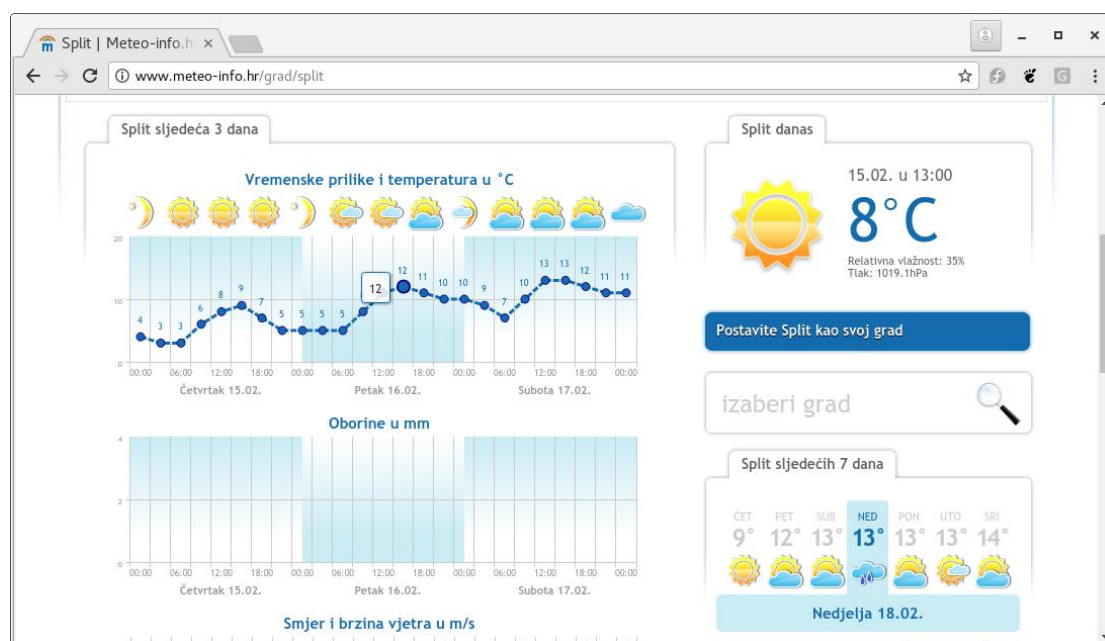 Split | Meteo-info.h
www.meteo-info.hr/grad/split
Split sljedeća 3 dana
Vremenske prilike i temperatura u °C
20
10
0
4 3 3 6 8 9 7 5 5 5 5 12 12 11 10 10 9 7 10 13 13 12 11 11
00:00 06:00 12:00 18:00 00:00 06:00 12:00 18:00 00:00 06:00 12:00 18:00 00:00
Četvrtak 15.02. Petak 16.02. Subota 17.02.
Oborine u mm
4
2
0
00:00 06:00 12:00 18:00 00:00 06:00 12:00 18:00 00:00 06:00 12:00 18:00 00:00
Četvrtak 15.02. Petak 16.02. Subota 17.02.
Smjer i brzina vjetra u m/s
Split danas
15.02. u 13:00
8°C
Relativna vlažnost: 35%
Tlak: 1019.1hPa
Postavite Split kao svoj grad
izaberi grad
Split sljedećih 7 dana
ČET PET SUB NED PON UTO SRI
9° 12° 13° 13° 13° 13° 14°
Nedjelja 18.02.